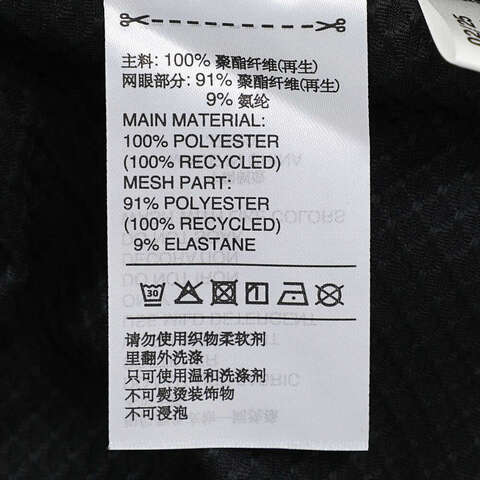 主料: 100% 聚酯纤维(再生)
网眼部分: 91% 聚酯纤维(再生)
9% 氨纶
MAIN MATERIAL:
100% POLYESTER
(100% RECYCLED)
MESH PART:
91% POLYESTER
(100% RECYCLED)
9% ELASTANE
30
请勿使用织物柔软剂
里翻外洗涤
只可使用温和洗涤剂
不可熨烫装饰物
不可浸泡